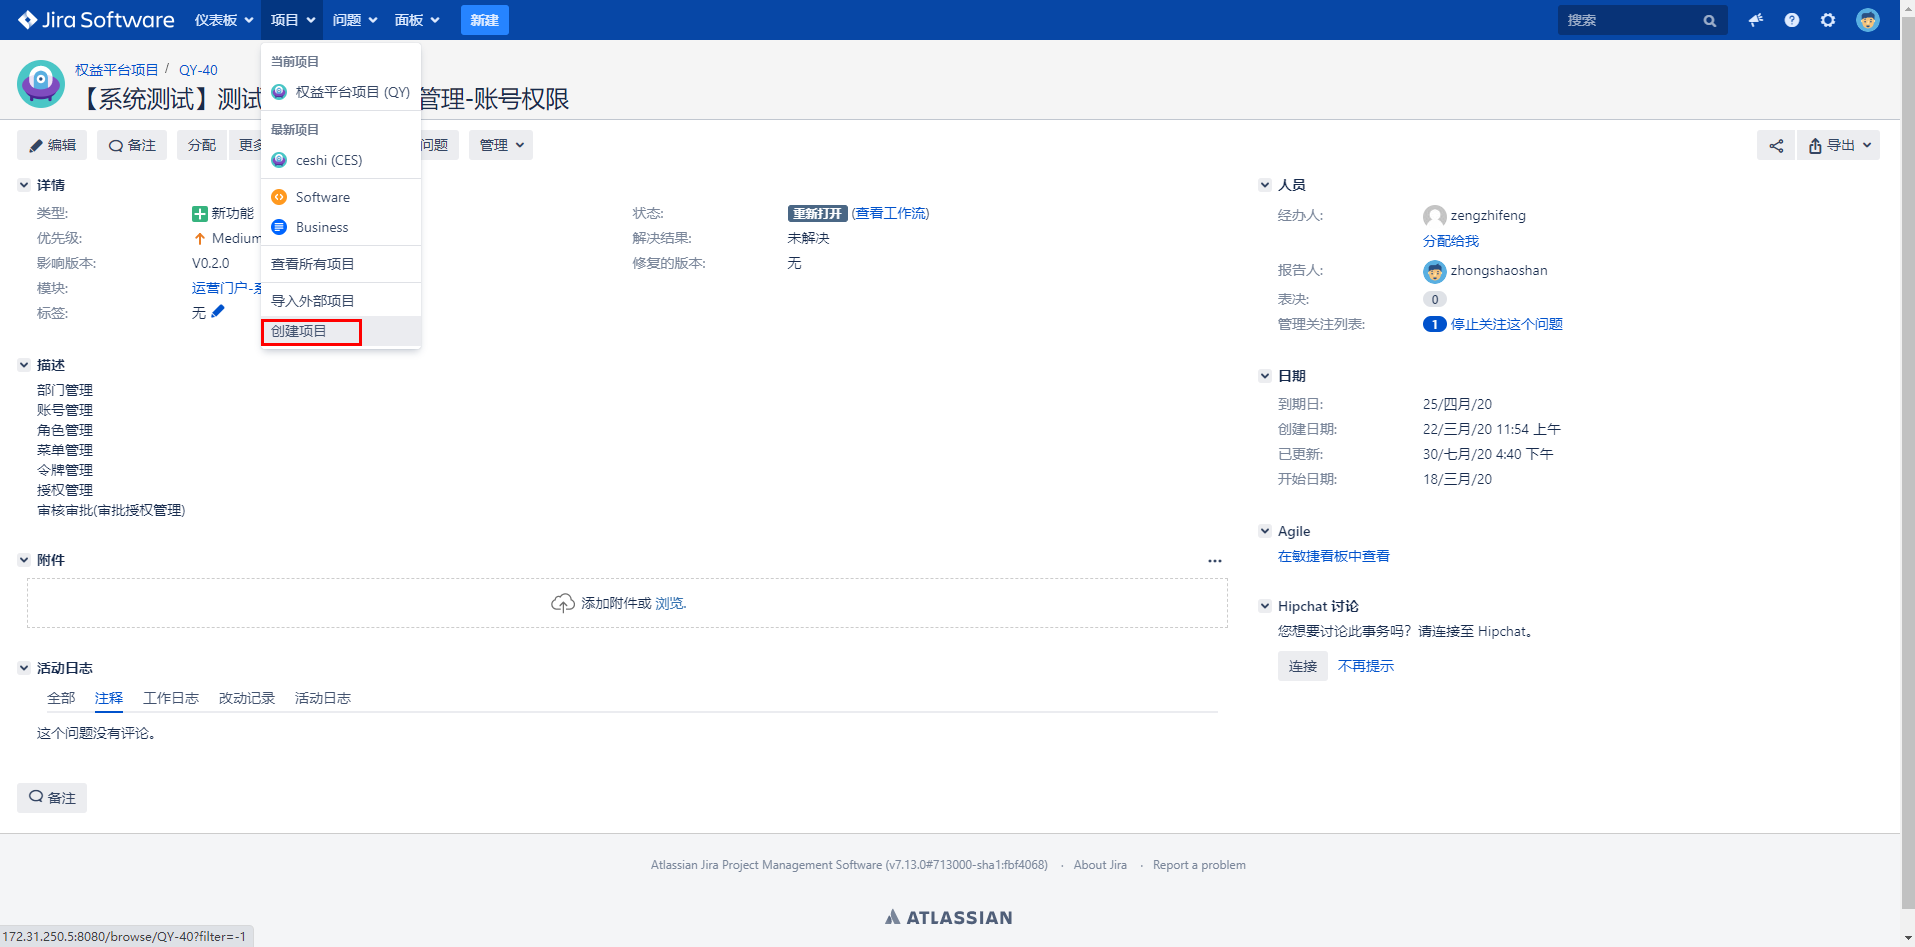 Jira Software 仪表板 项目 问题 面板 新建 搜索
权益平台项目 / QY-40
【系统测试】测试 管理-账号权限
编辑 备注 分配 更多 问题 管理 导出
当前项目
权益平台项目 (QY)
最新项目
ceshi (CES)
Software
Business
查看所有项目
导入外部项目
创建项目
详情
类型: 新功能
优先级: Medium
影响版本: V0.2.0
模块: 运营门户-系
标签: 无
状态: 重新打开 (查看工作流)
解决结果: 未解决
修复的版本: 无
描述
部门管理
账号管理
角色管理
菜单管理
令牌管理
授权管理
审核审批(审批授权管理)
附件
添加附件或 浏览.
活动日志
全部 注释 工作日志 改动记录 活动日志
这个问题没有评论。
备注
人员
经办人: zengzhifeng
分配给我
报告人: zhongshaoshan
表决: 0
管理关注列表: 1 停止关注这个问题
日期
到期日: 25/四月/20
创建日期: 22/三月/20 11:54 上午
已更新: 30/七月/20 4:40 下午
开始日期: 18/三月/20
Agile
在敏捷看板中查看
Hipchat 讨论
您想要讨论此事务吗？请连接至 Hipchat。
连接 不再提示
Atlassian Jira Project Management Software (v7.13.0#713000-sha1:fbf4068) · About Jira · Report a problem
ATLASSIAN
172.31.250.5:8080/browse/QY-40?filter=-1